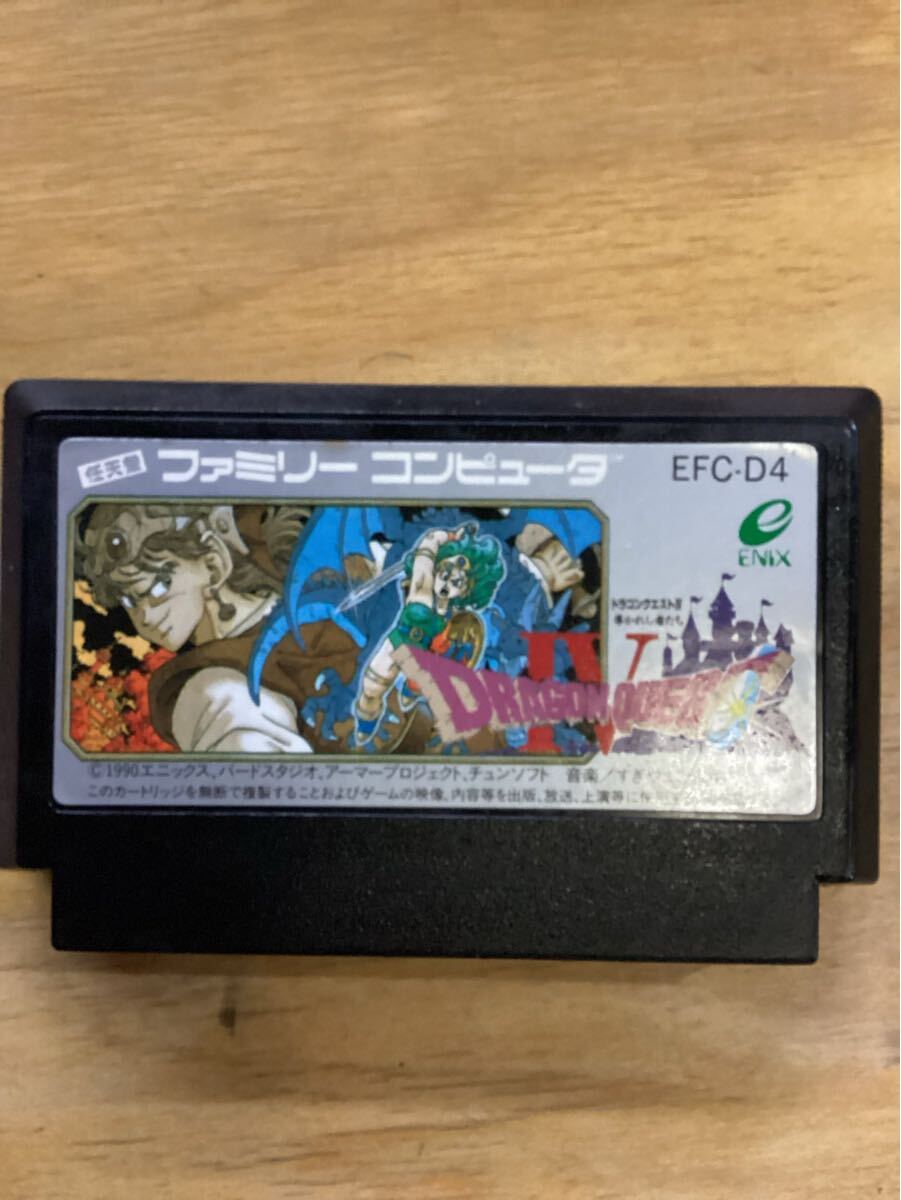 任天堂 ファミリー コンピュータ™ EFC-D4
ENIX
ドラゴンクエストIV
導かれし者たち
IV
DRAGON QUEST
© 1990 エニックス、バードスタジオ、アーマープロジェクト、チュンソフト 音楽/すぎやま
このカートリッジを無断で複製することおよびゲームの映像、内容等を出版、放送、上演等に